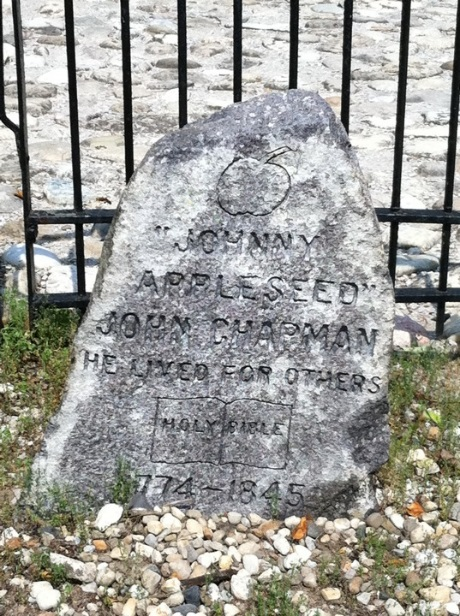 "JOHNNY
APPLESEED"
JOHN CHAPMAN
HE LIVED FOR OTHERS
HOLY BIBLE
1774-1845